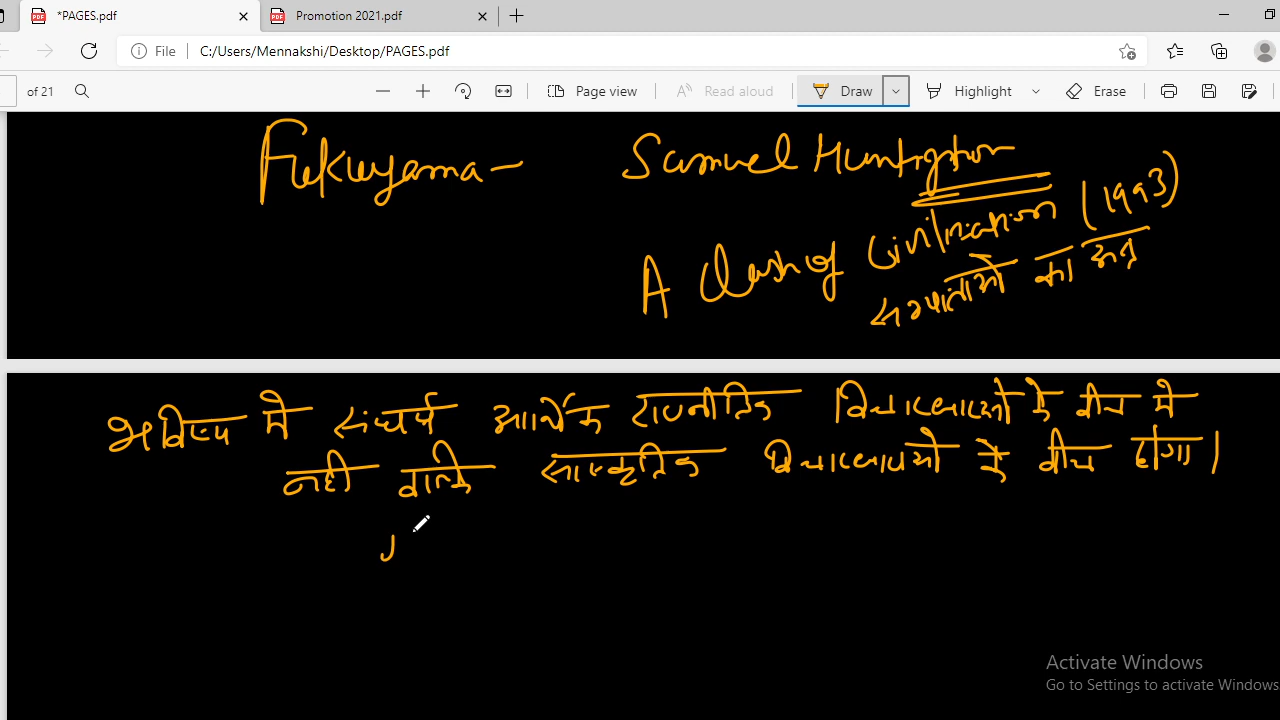 *PAGES.pdf
Promotion 2021.pdf
File
C:/Users/Mennakshi/Desktop/PAGES.pdf
of 21
Page view
Read aloud
Draw
Highlight
Erase
Fukuyama - Samuel Huntigton
A Clash of Civilization (1993)
सभ्यताओ का अन्त
भविष्य मे संघर्ष आर्थिक राजनीतिक विचारधाराओ के बीच मे
नही बल्कि सांस्कृतिक विचारधाराओ के बीच होगा।
Activate Windows
Go to Settings to activate Windows